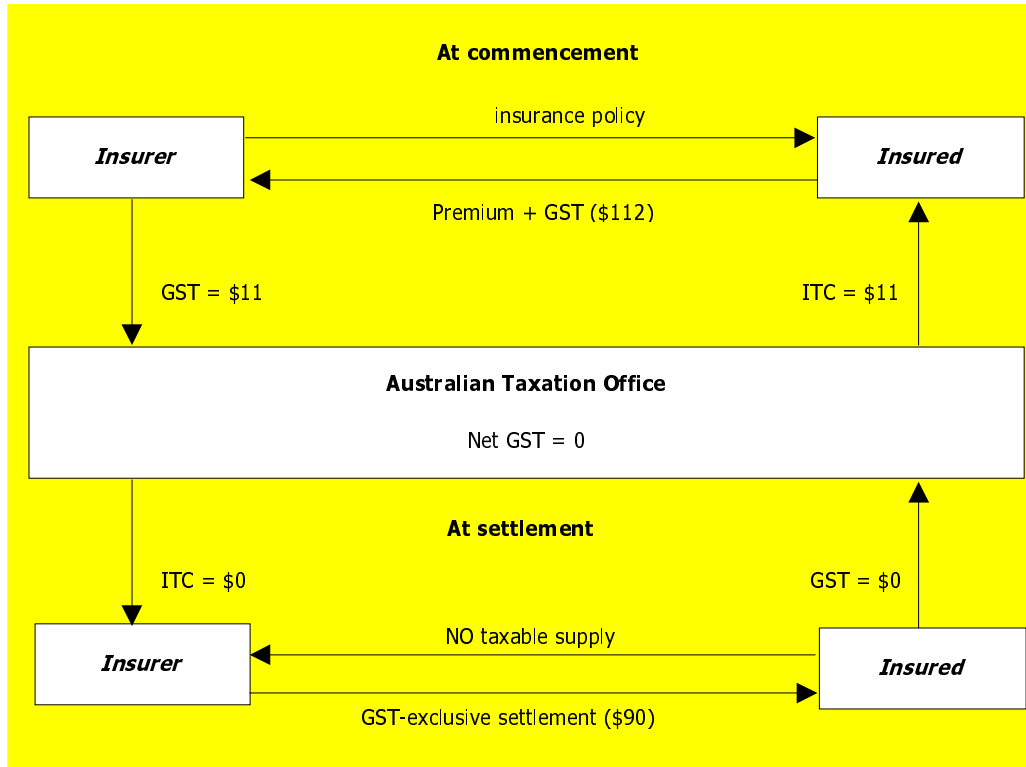 At commencement
insurance policy
Insurer
Insured
Premium + GST ($112)
GST = $11
ITC = $11
Australian Taxation Office
Net GST = 0
At settlement
ITC = $0
GST = $0
NO taxable supply
Insurer
Insured
GST-exclusive settlement ($90)